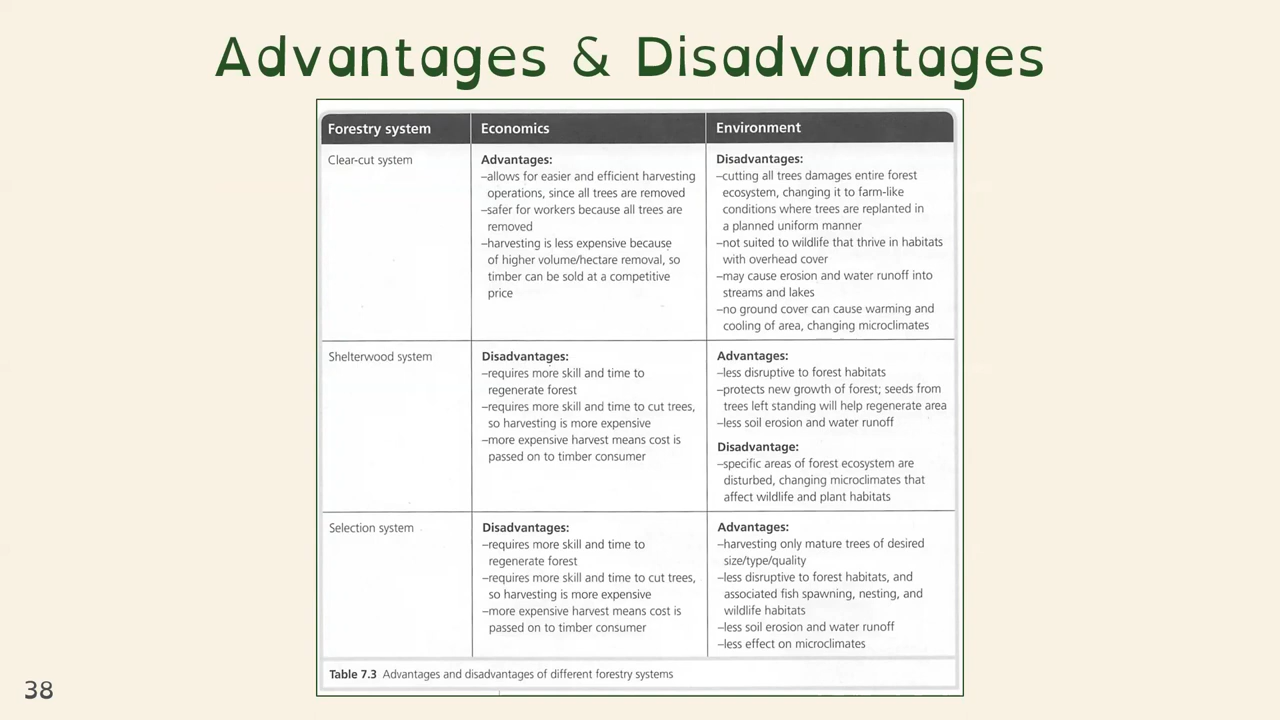 Advantages & Disadvantages
Forestry system
Economics
Environment
Clear-cut system
Advantages:
–allows for easier and efficient harvesting
operations, since all trees are removed
–safer for workers because all trees are
removed
–harvesting is less expensive because
of higher volume/hectare removal, so
timber can be sold at a competitive
price
Disadvantages:
–cutting all trees damages entire forest
ecosystem, changing it to farm-like
conditions where trees are replanted in
a planned uniform manner
–not suited to wildlife that thrive in habitats
with overhead cover
–may cause erosion and water runoff into
streams and lakes
–no ground cover can cause warming and
cooling of area, changing microclimates
Shelterwood system
Disadvantages:
–requires more skill and time to
regenerate forest
–requires more skill and time to cut trees,
so harvesting is more expensive
–more expensive harvest means cost is
passed on to timber consumer
Advantages:
–less disruptive to forest habitats
–protects new growth of forest; seeds from
trees left standing will help regenerate area
–less soil erosion and water runoff
Disadvantage:
–specific areas of forest ecosystem are
disturbed, changing microclimates that
affect wildlife and plant habitats
Selection system
Disadvantages:
–requires more skill and time to
regenerate forest
–requires more skill and time to cut trees,
so harvesting is more expensive
–more expensive harvest means cost is
passed on to timber consumer
Advantages:
–harvesting only mature trees of desired
size/type/quality
–less disruptive to forest habitats, and
associated fish spawning, nesting, and
wildlife habitats
–less soil erosion and water runoff
–less effect on microclimates
Table 7.3 Advantages and disadvantages of different forestry systems
38